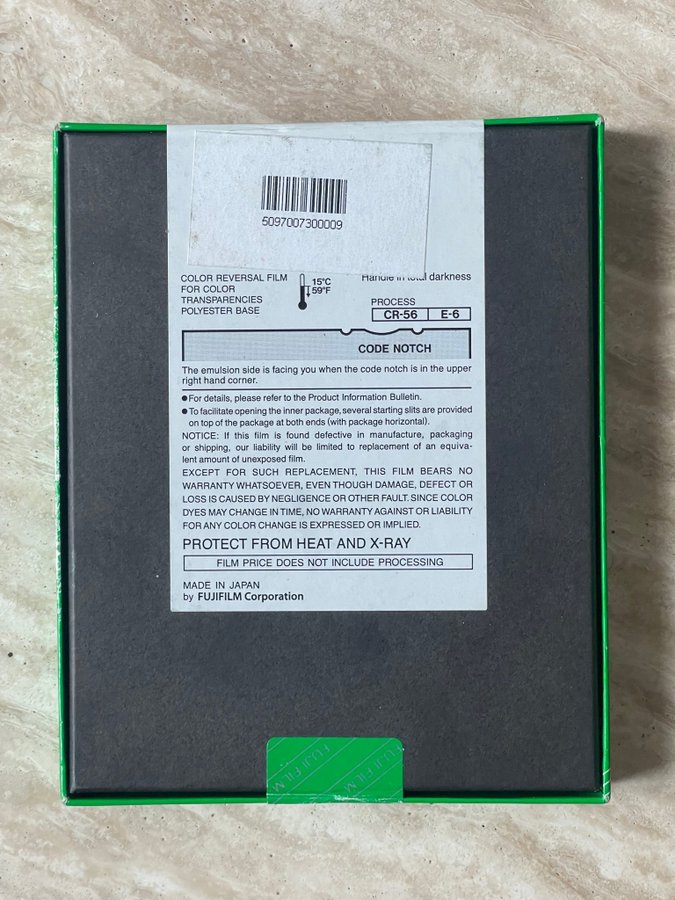 5097007300009
COLOR REVERSAL FILM
FOR COLOR
TRANSPARENCIES
POLYESTER BASE
15°C
59°F
Handle in total darkness
PROCESS
CR-56 E-6
CODE NOTCH
The emulsion side is facing you when the code notch is in the upper
right hand corner.
●For details, please refer to the Product Information Bulletin.
●To facilitate opening the inner package, several starting slits are provided
on top of the package at both ends (with package horizontal).
NOTICE: If this film is found defective in manufacture, packaging
or shipping, our liability will be limited to replacement of an equiva-
lent amount of unexposed film.
EXCEPT FOR SUCH REPLACEMENT, THIS FILM BEARS NO
WARRANTY WHATSOEVER, EVEN THOUGH DAMAGE, DEFECT OR
LOSS IS CAUSED BY NEGLIGENCE OR OTHER FAULT. SINCE COLOR
DYES MAY CHANGE IN TIME, NO WARRANTY AGAINST OR LIABILITY
FOR ANY COLOR CHANGE IS EXPRESSED OR IMPLIED.
PROTECT FROM HEAT AND X-RAY
FILM PRICE DOES NOT INCLUDE PROCESSING
MADE IN JAPAN
by FUJIFILM Corporation
FUJIFILM
FUJIFILM